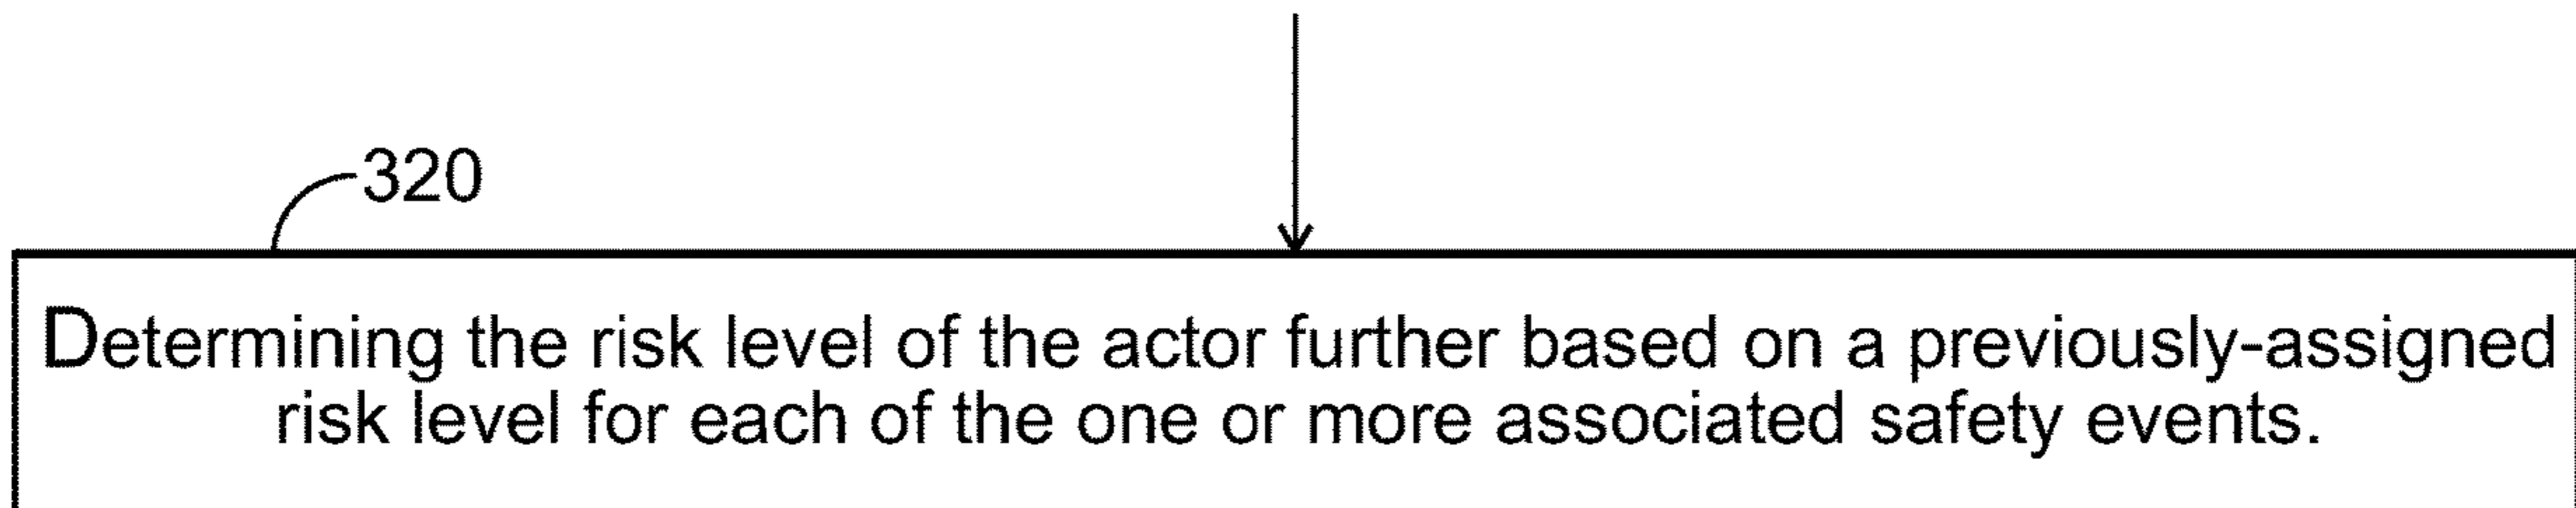 320
Determining the risk level of the actor further based on a previously-assigned
risk level for each of the one or more associated safety events.